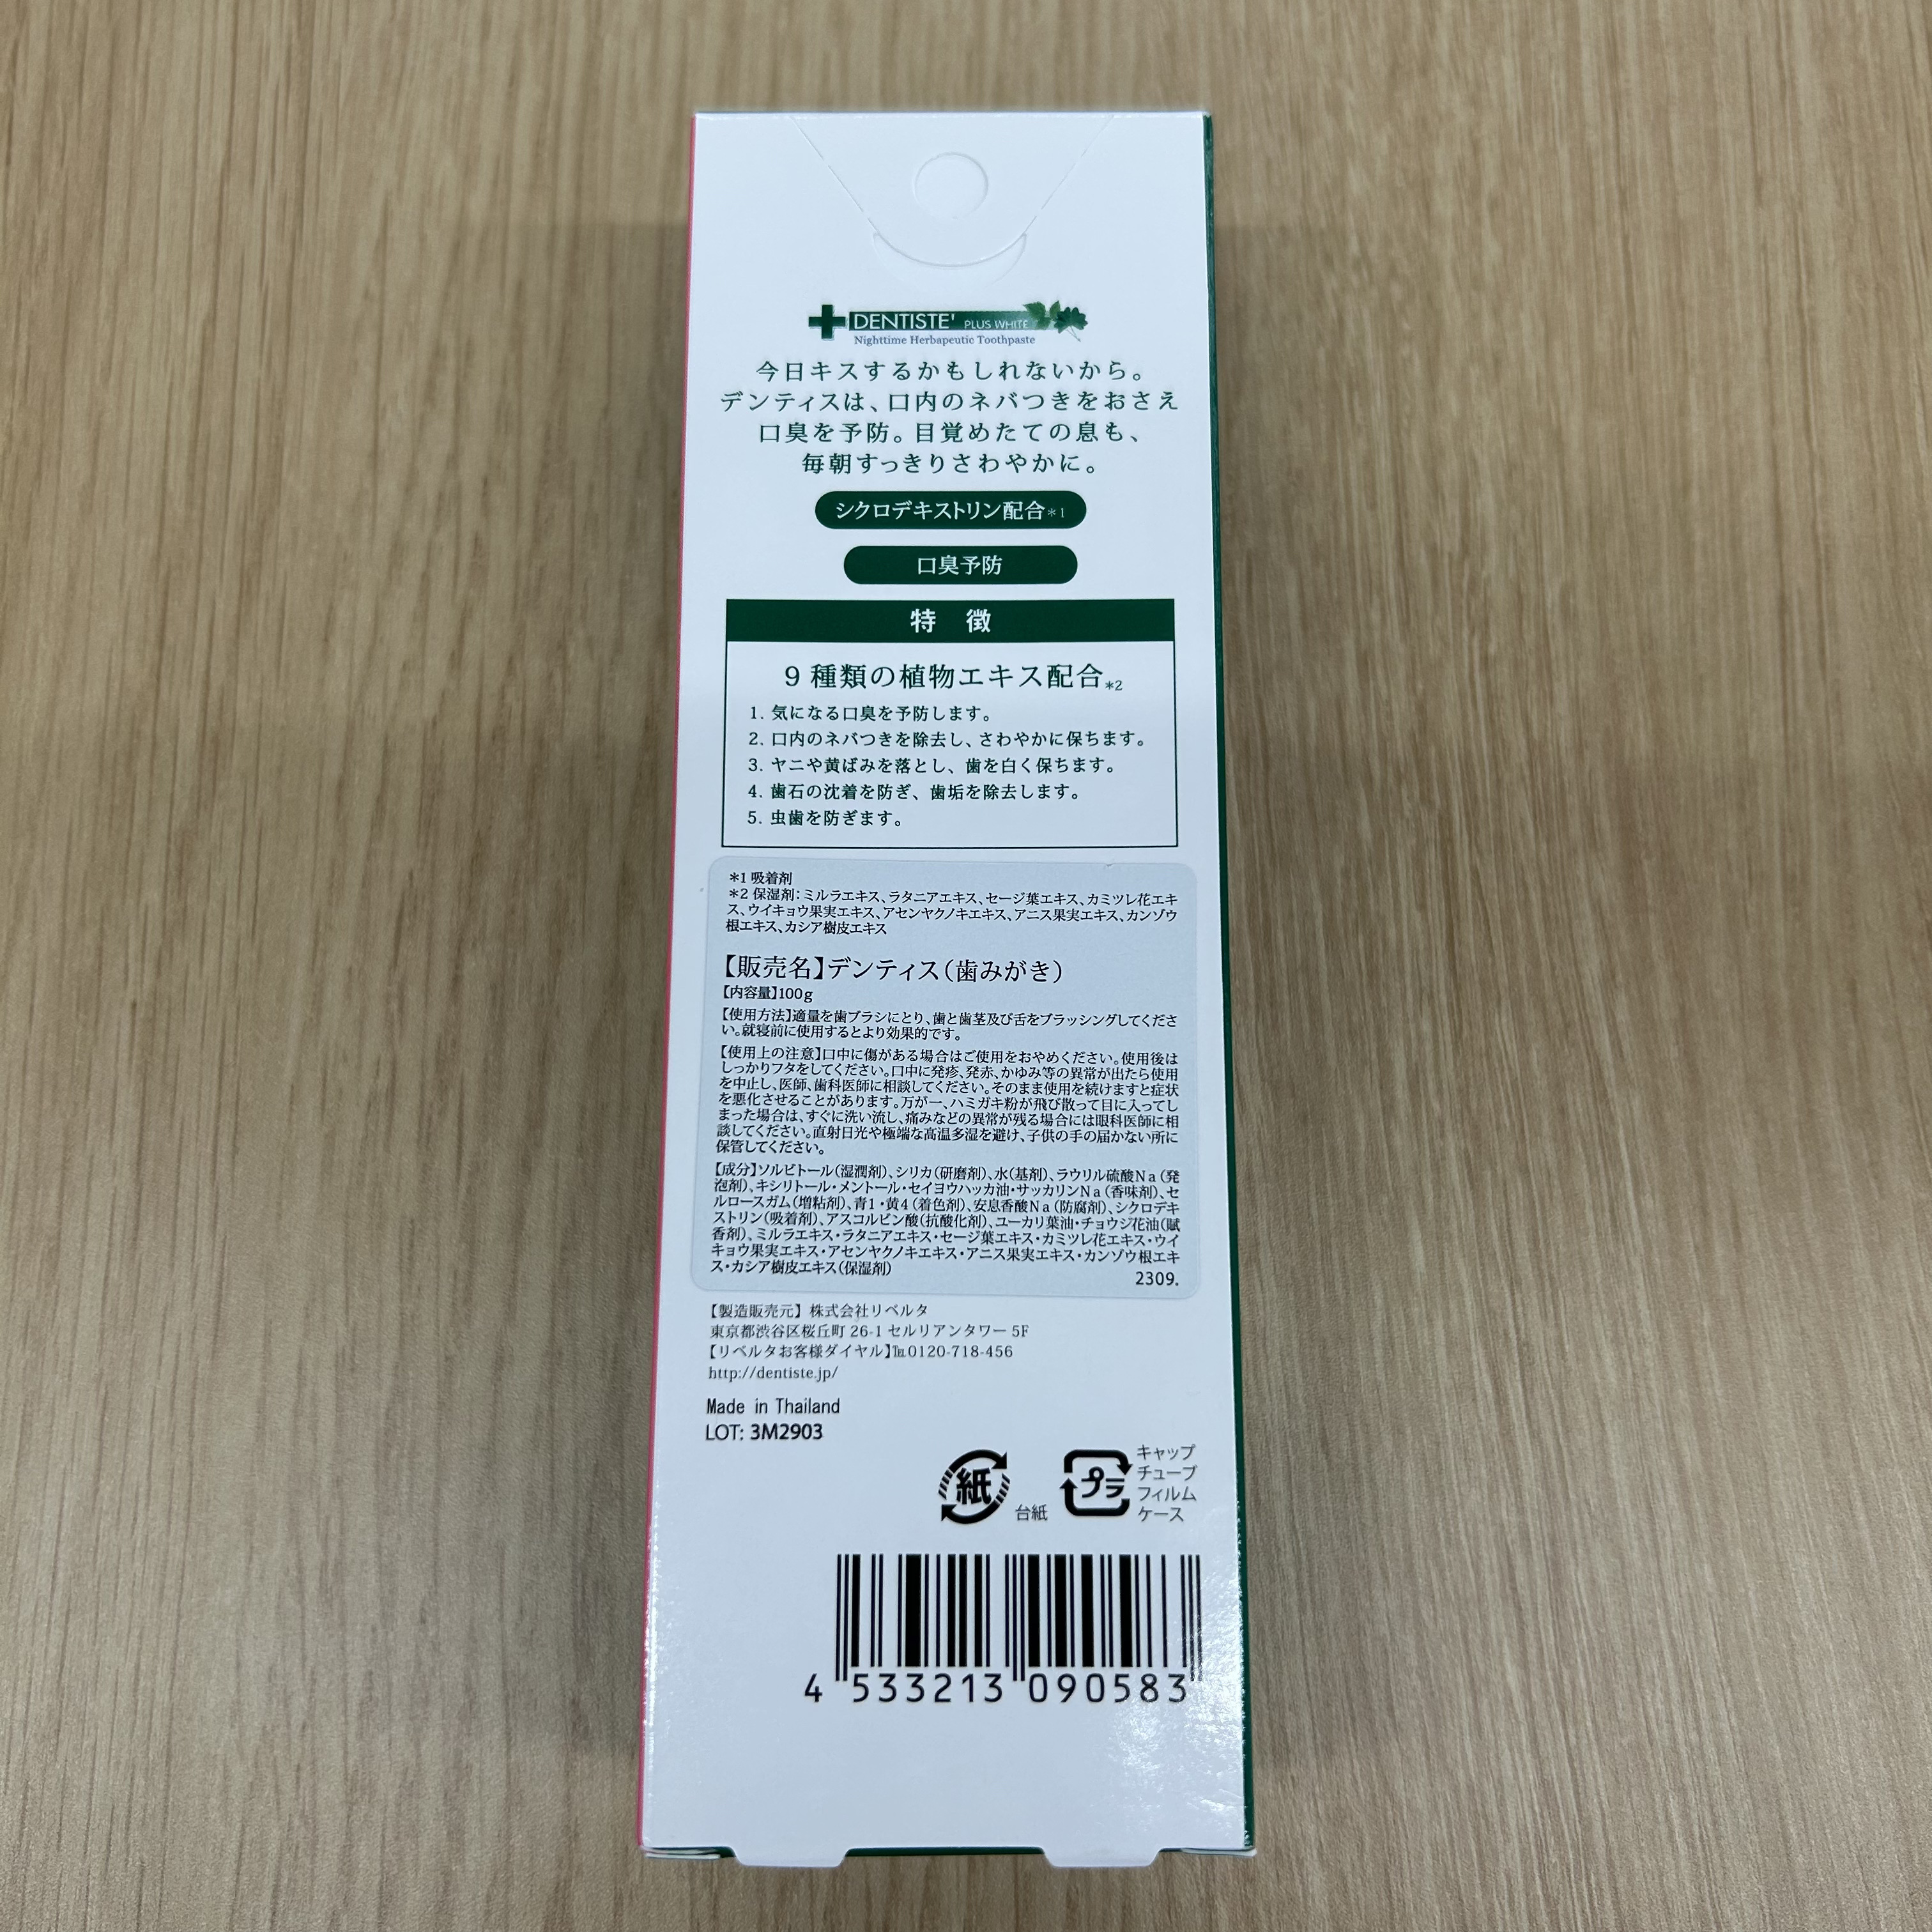 DENTISTE' PLUS WHITE
Nighttime Herbapeutic Toothpaste
今日キスするかもしれないから。
デンティスは、口内のネバつきをおさえ
口臭を予防。目覚めたての息も、
毎朝すっきりさわやかに。
シクロデキストリン配合*1
口臭予防
特 徴
9種類の植物エキス配合*2
1. 気になる口臭を予防します。
2. 口内のネバつきを除去し、さわやかに保ちます。
3. ヤニや黄ばみを落とし、歯を白く保ちます。
4. 歯石の沈着を防ぎ、歯垢を除去します。
5. 虫歯を防ぎます。
*1 吸着剤
*2 保湿剤：ミルラエキス、ラタニアエキス、セージ葉エキス、カミツレ花エキ
ス、ウイキョウ果実エキス、アセンヤクノキエキス、アニス果実エキス、カンゾウ
根エキス、カシア樹皮エキス
【販売名】デンティス（歯みがき）
【内容量】100g
【使用方法】適量を歯ブラシにとり、歯と歯茎及び舌をブラッシングしてくださ
い。就寝前に使用するとより効果的です。
【使用上の注意】口中に傷がある場合はご使用をおやめください。使用後は
しっかりフタをしてください。口中に発疹、発赤、かゆみ等の異常が出たら使用
を中止し、医師、歯科医師に相談してください。そのまま使用を続けますと症状
を悪化させることがあります。万が一、ハミガキ粉が飛び散って目に入ってし
まった場合は、すぐに洗い流し、痛みなどの異常が残る場合には眼科医師に相
談してください。直射日光や極端な高温多湿を避け、子供の手の届かない所に
保管してください。
【成分】ソルビトール（湿潤剤）、シリカ（研磨剤）、水（基剤）、ラウリル硫酸Na（発
泡剤）、キシリトール・メントール・セイヨウハッカ油・サッカリンNa（香味剤）、セ
ルロースガム（増粘剤）、青1・黄4（着色剤）、安息香酸Na（防腐剤）、シクロデキ
ストリン（吸着剤）、アスコルビン酸（抗酸化剤）、ユーカリ葉油・チョウジ花油（賦
香剤）、ミルラエキス・ラタニアエキス・セージ葉エキス・カミツレ花エキス・ウイ
キョウ果実エキス・アセンヤクノキエキス・アニス果実エキス・カンゾウ根エキ
ス・カシア樹皮エキス（保湿剤）
2309.
【製造販売元】 株式会社リベルタ
東京都渋谷区桜丘町 26-1 セルリアンタワー 5F
【リベルタお客様ダイヤル】℡0120-718-456
http://dentiste.jp/
Made in Thailand
LOT: 3M2903
紙
台紙
プラ
キャップ
チューブ
フィルム
ケース
4 533213 090583